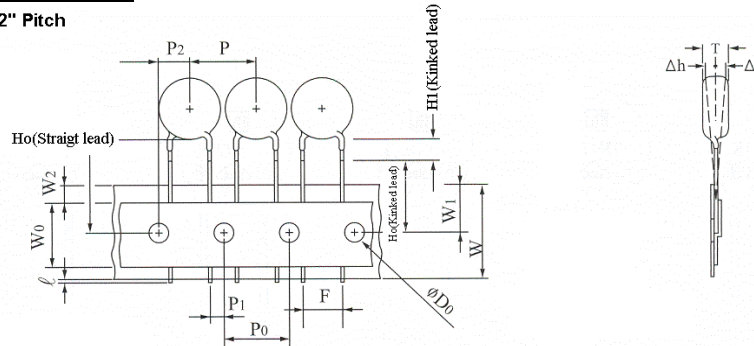 2" Pitch
P2
P
T
Δh
Δ
H1(Kinked lead)
Ho(Straigt lead)
W2
W0
Ho(Kinked lead)
W1
W
ℓ
P1
F
P0
øD0